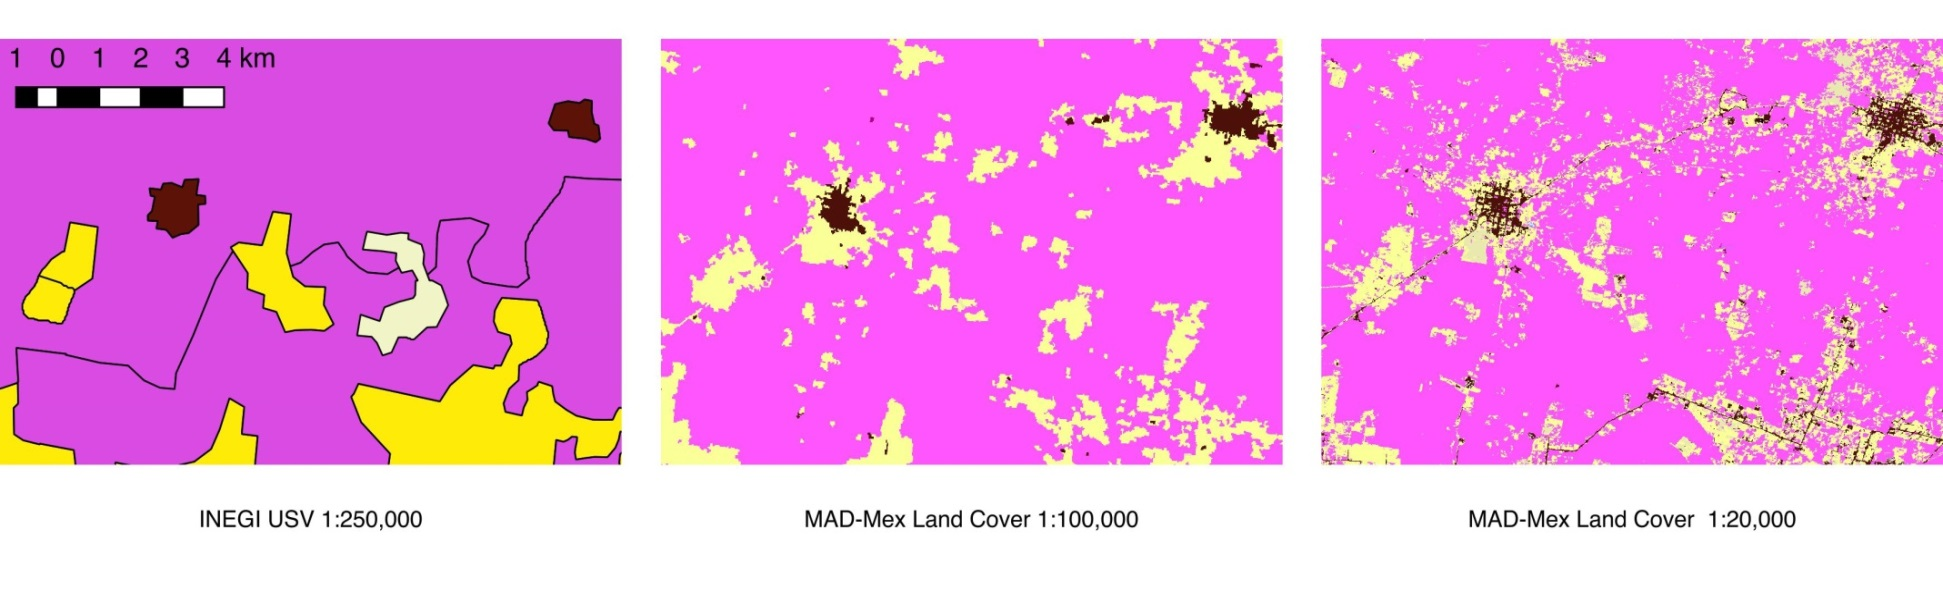 1 0 1 2 3 4 km
INEGI USV 1:250,000
MAD-Mex Land Cover 1:100,000
MAD-Mex Land Cover 1:20,000